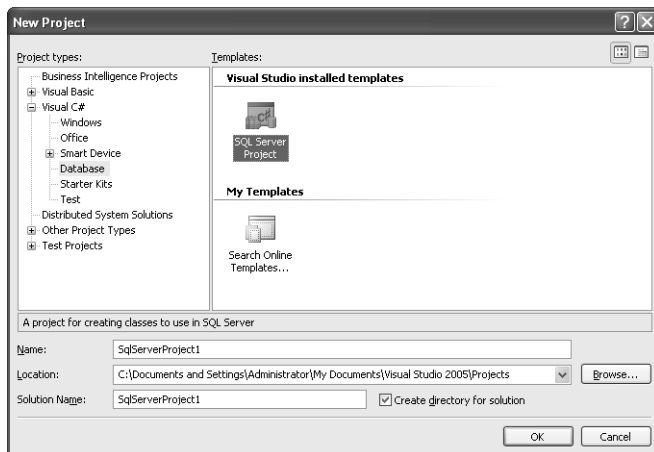 New Project
Project types:
Templates:
Business Intelligence Projects
Visual Basic
Visual C#
Windows
Office
Smart Device
Database
Starter Kits
Test
Distributed System Solutions
Other Project Types
Test Projects
Visual Studio installed templates
C#
SQL Server
Project
My Templates
Search Online
Templates...
A project for creating classes to use in SQL Server
Name:
SqlServerProject1
Location:
C:\Documents and Settings\Administrator\My Documents\Visual Studio 2005\Projects
Browse...
Solution Name:
SqlServerProject1
Create directory for solution
OK
Cancel